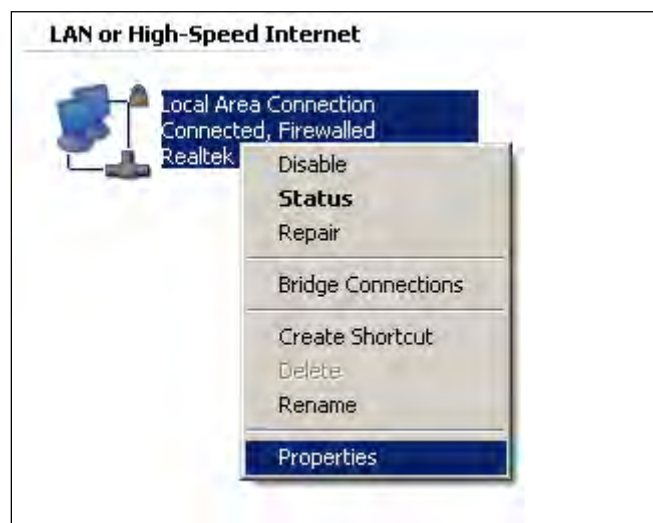 LAN or High-Speed Internet
Local Area Connection
Connected, Firewalled
Realtek
Disable
Status
Repair
Bridge Connections
Create Shortcut
Delete
Rename
Properties